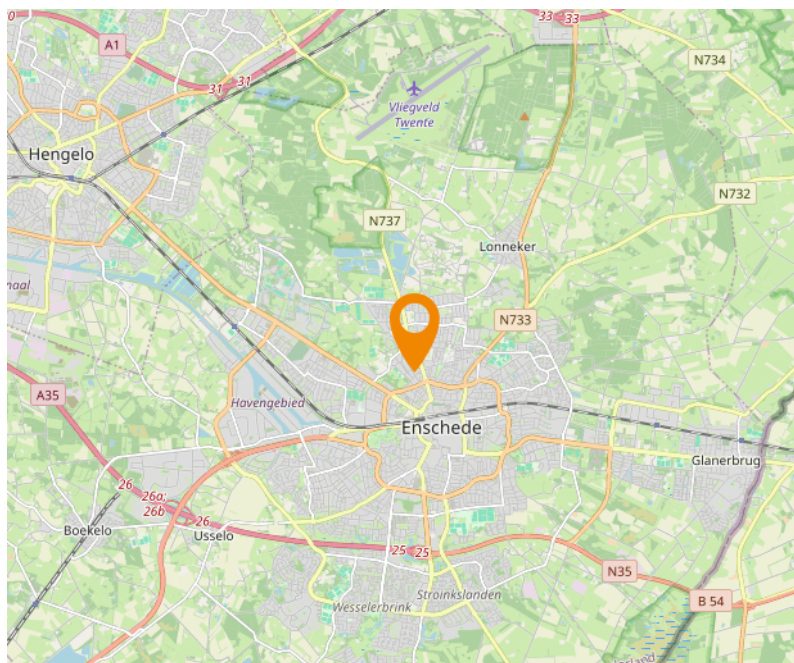 33
33
A1
N734
31
31
Vliegveld
Twente
Hengelo
N732
N737
Lonneker
N733
A35
Havengebied
Enschede
Glanerbrug
26
26a;
26b
26
Boekelo
Usselo
25
25
N35
Stroinkslanden
B 54
Wesselerbrink